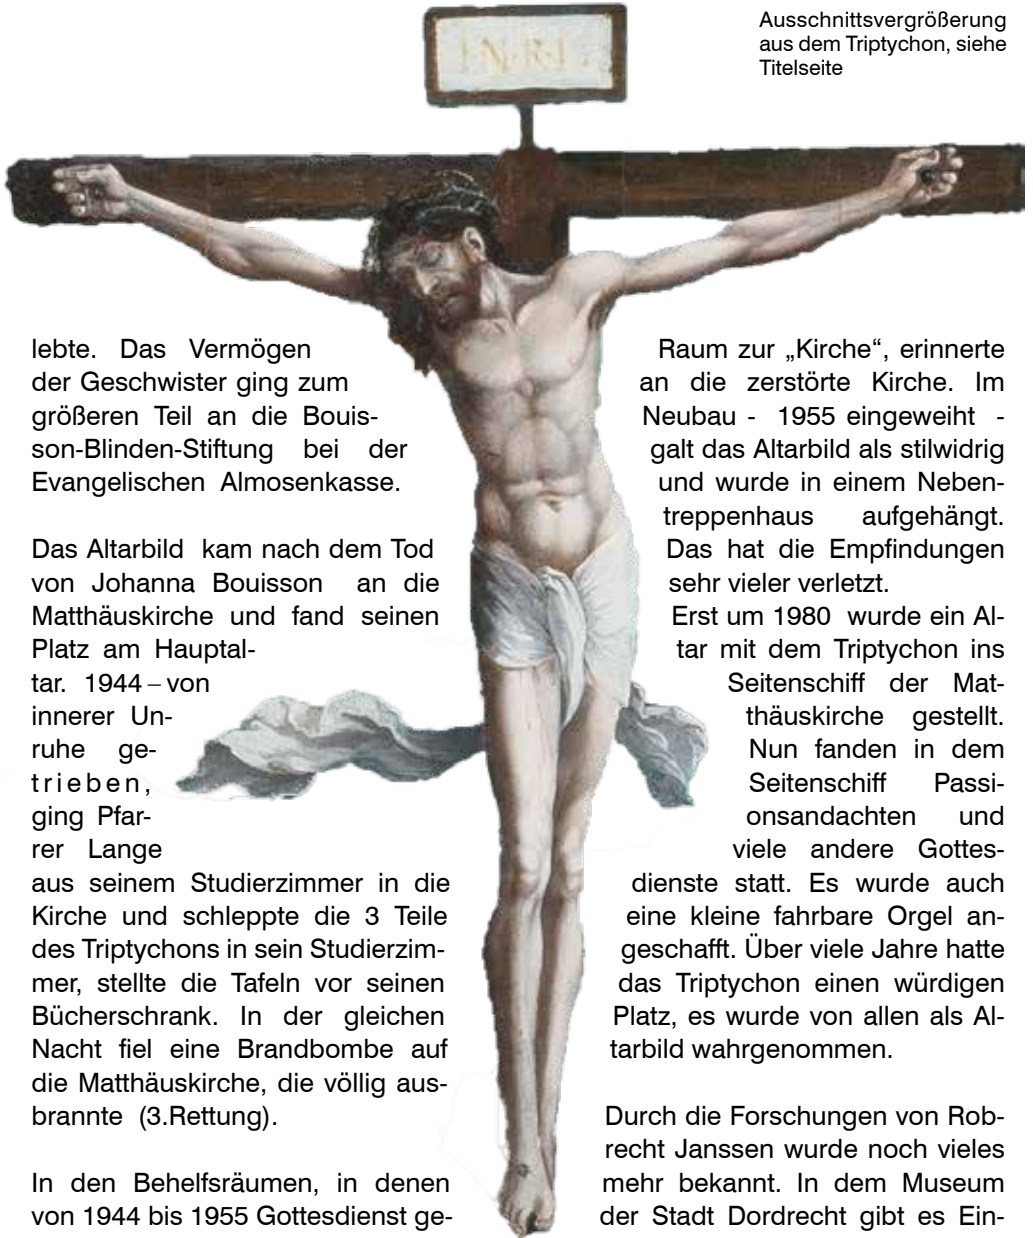 Ausschnittsvergrößerung
aus dem Triptychon, siehe
Titelseite
I·N·R·I·
lebte. Das Vermögen
der Geschwister ging zum
größeren Teil an die Bouis-
son-Blinden-Stiftung bei der
Evangelischen Almosenkasse.
Das Altarbild kam nach dem Tod
von Johanna Bouisson an die
Matthäuskirche und fand seinen
Platz am Hauptal-
tar. 1944 – von
innerer Un-
ruhe ge-
trieben,
ging Pfar-
rer Lange
aus seinem Studierzimmer in die
Kirche und schleppte die 3 Teile
des Triptychons in sein Studierzim-
mer, stellte die Tafeln vor seinen
Bücherschrank. In der gleichen
Nacht fiel eine Brandbombe auf
die Matthäuskirche, die völlig aus-
brannte (3.Rettung).
In den Behelfsräumen, in denen
von 1944 bis 1955 Gottesdienst ge-
Raum zur „Kirche“, erinnerte
an die zerstörte Kirche. Im
Neubau - 1955 eingeweiht -
galt das Altarbild als stilwidrig
und wurde in einem Neben-
treppenhaus aufgehängt.
Das hat die Empfindungen
sehr vieler verletzt.
Erst um 1980 wurde ein Al-
tar mit dem Triptychon ins
Seitenschiff der Mat-
thäuskirche gestellt.
Nun fanden in dem
Seitenschiff Passi-
onsandachten und
viele andere Gottes-
dienste statt. Es wurde auch
eine kleine fahrbare Orgel an-
geschafft. Über viele Jahre hatte
das Triptychon einen würdigen
Platz, es wurde von allen als Al-
tarbild wahrgenommen.
Durch die Forschungen von Rob-
recht Janssen wurde noch vieles
mehr bekannt. In dem Museum
der Stadt Dordrecht gibt es Ein-